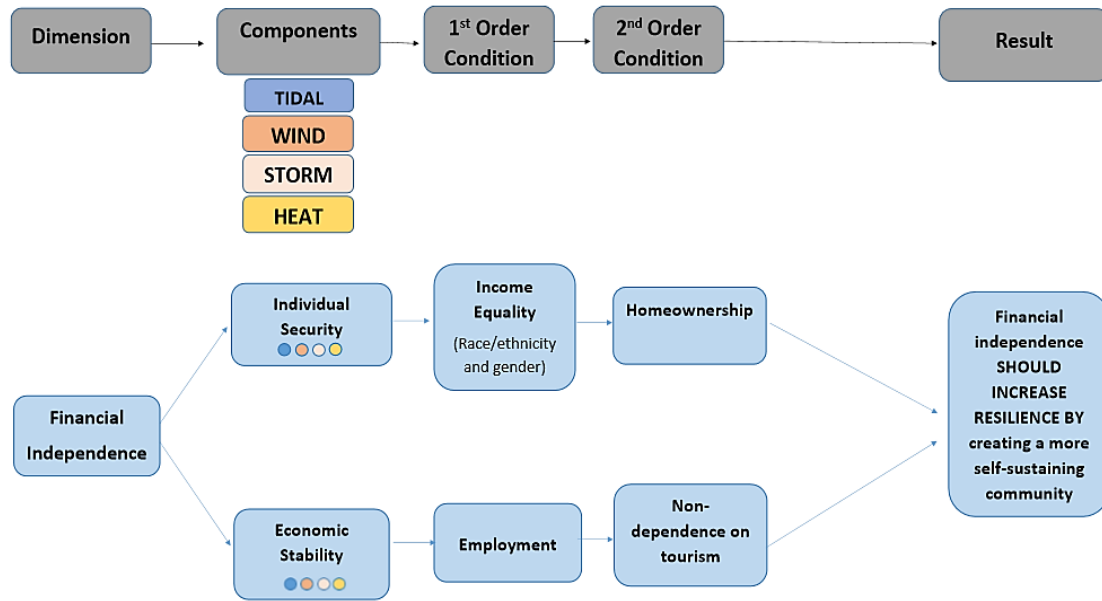 Dimension
Components
1st Order
Condition
2nd Order
Condition
Result
TIDAL
WIND
STORM
HEAT
Individual
Security
Income
Equality
(Race/ethnicity
and gender)
Homeownership
Financial
Independence
Financial
independence
SHOULD
INCREASE
RESILIENCE BY
creating a more
self-sustaining
community
Economic
Stability
Employment
Non-
dependence on
tourism